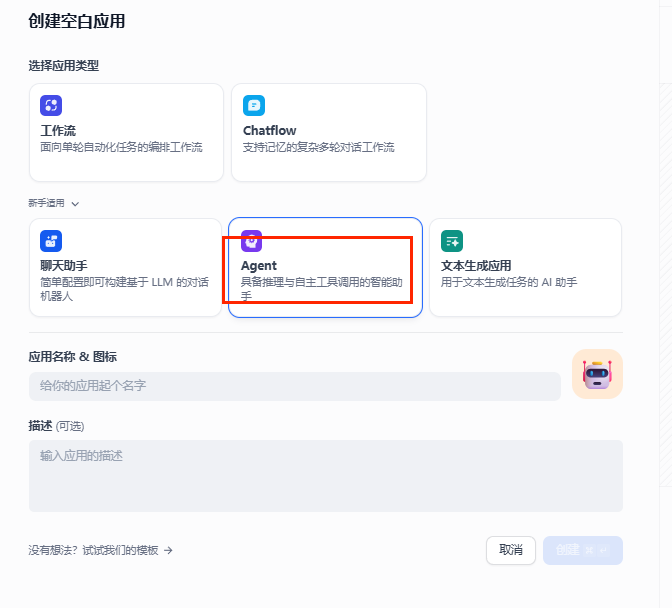 创建空白应用
选择应用类型
工作流
面向单轮自动化任务的编排工作流
Chatflow
支持记忆的复杂多轮对话工作流
新手适用
聊天助手
简单配置即可构建基于 LLM 的对话
机器人
Agent
具备推理与自主工具调用的智能助
手
文本生成应用
用于文本生成任务的 AI 助手
应用名称 & 图标
给你的应用起个名字
描述 (可选)
输入应用的描述
没有想法? 试试我们的模板 →
取消
创建 ⌘ ↵